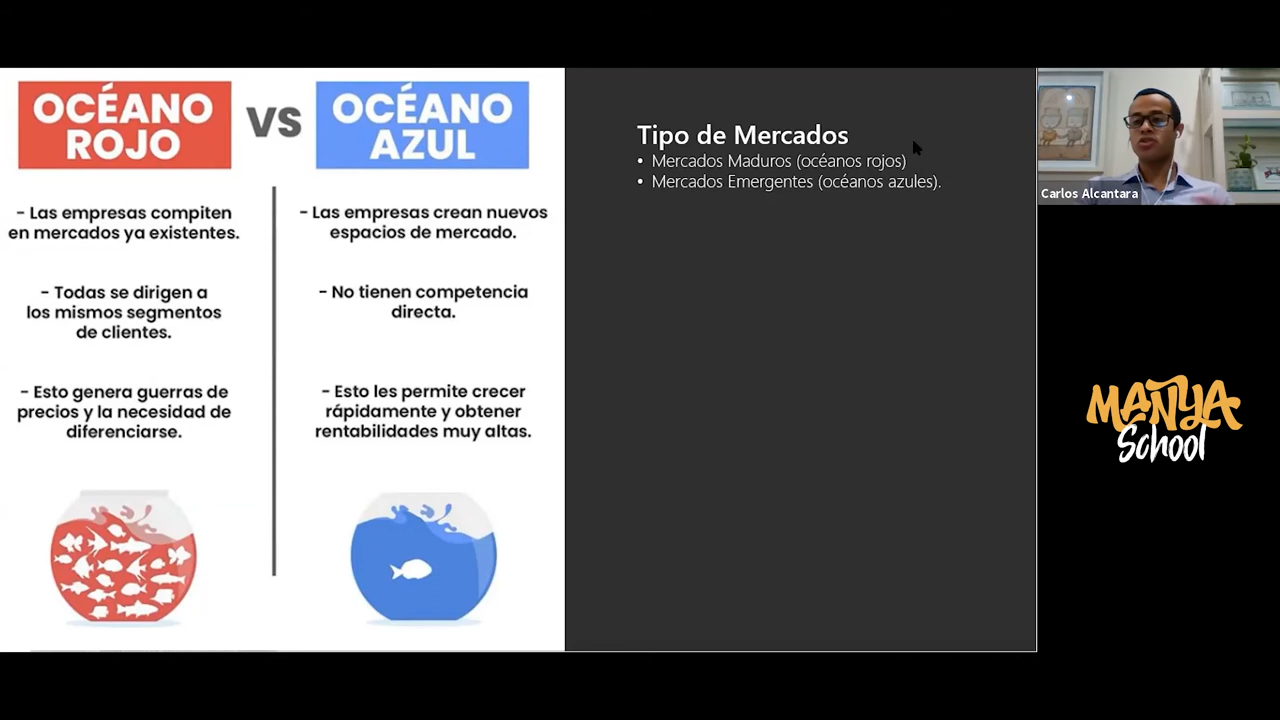 OCÉANO
ROJO
VS
OCÉANO
AZUL
- Las empresas compiten
en mercados ya existentes.
- Todas se dirigen a
los mismos segmentos
de clientes.
- Esto genera guerras de
precios y la necesidad de
diferenciarse.
- Las empresas crean nuevos
espacios de mercado.
- No tienen competencia
directa.
- Esto les permite crecer
rápidamente y obtener
rentabilidades muy altas.
Tipo de Mercados
• Mercados Maduros (océanos rojos)
• Mercados Emergentes (océanos azules).
Carlos Alcantara
MAÑYA
School